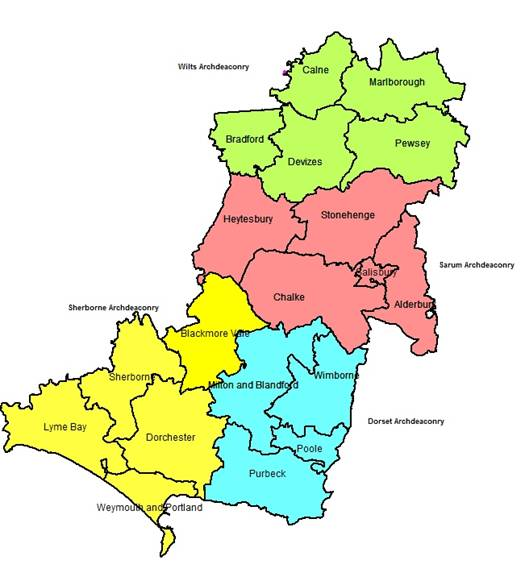 Wilts Archdeaconry
Calne
Marlborough
Bradford
Devizes
Pewsey
Heytesbury
Stonehenge
Salisbury
Sarum Archdeaconry
Chalke
Alderbury
Sherborne Archdeaconry
Blackmore Vale
Sherborne
Milton and Blandford
Wimborne
Lyme Bay
Dorchester
Dorset Archdeaconry
Poole
Purbeck
Weymouth and Portland